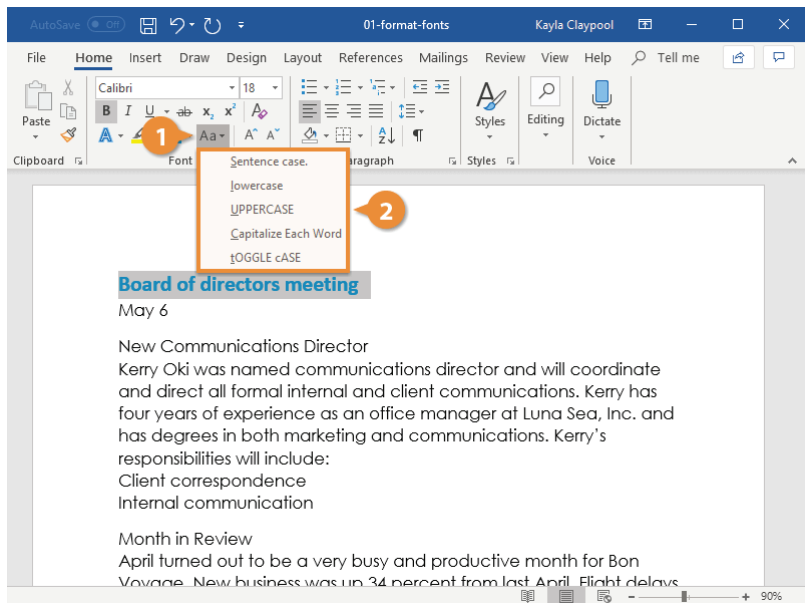 AutoSave Off 01-format-fonts Kayla Claypool
File Home Insert Draw Design Layout References Mailings Review View Help Tell me
Calibri 18
B I U ab x₂ x² A
Paste Styles Editing Dictate
A Aa A^ A˅
1
Clipboard Font Paragraph Styles Voice
Sentence case.
lowercase
UPPERCASE
2
Capitalize Each Word
tOGGLE cASE
Board of directors meeting
May 6
New Communications Director
Kerry Oki was named communications director and will coordinate
and direct all formal internal and client communications. Kerry has
four years of experience as an office manager at Luna Sea, Inc. and
has degrees in both marketing and communications. Kerry's
responsibilities will include:
Client correspondence
Internal communication
Month in Review
April turned out to be a very busy and productive month for Bon
Voyage. New business was up 34 percent from last April. Flight delays
90%